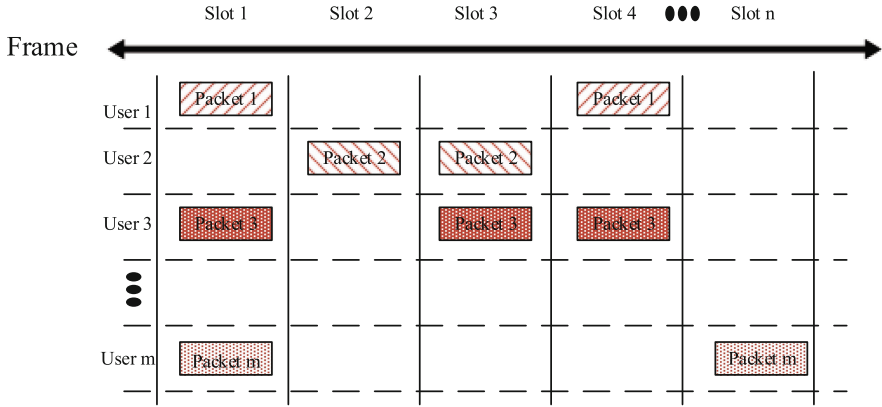 Slot 1 Slot 2 Slot 3 Slot 4 Slot n
Frame
User 1 Packet 1 Packet 1
User 2 Packet 2 Packet 2
User 3 Packet 3 Packet 3 Packet 3
User m Packet m Packet m